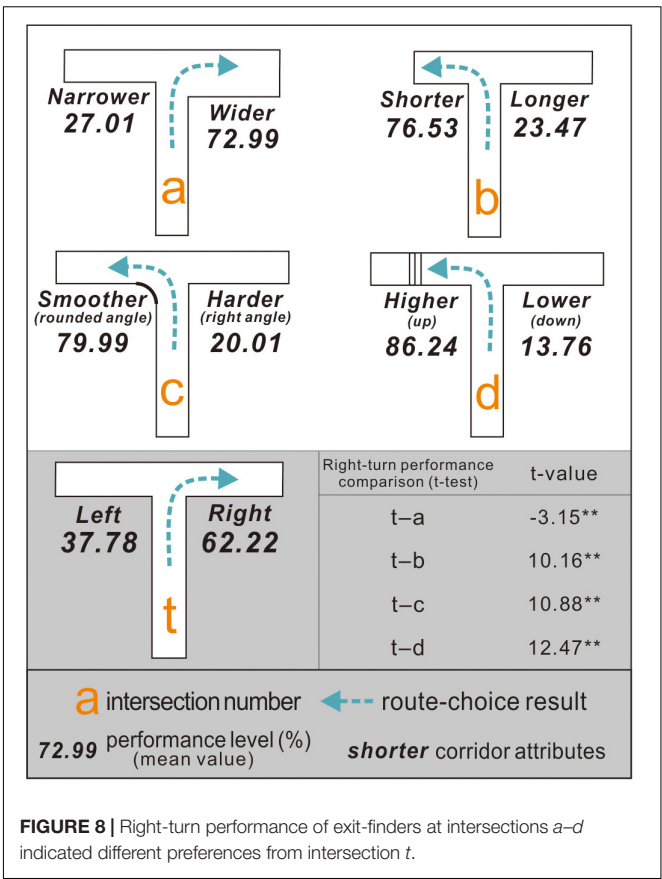 Narrower
27.01
Wider
72.99
a
Shorter
76.53
Longer
23.47
b
Smoother
(rounded angle)
79.99
Harder
(right angle)
20.01
c
Higher
(up)
86.24
Lower
(down)
13.76
d
Left
37.78
Right
62.22
t
Right-turn performance
comparison (t-test)
t-value
t–a
-3.15**
t–b
10.16**
t–c
10.88**
t–d
12.47**
a intersection number
route-choice result
72.99 performance level (%)
(mean value)
shorter corridor attributes
FIGURE 8 | Right-turn performance of exit-finders at intersections a–d
indicated different preferences from intersection t.